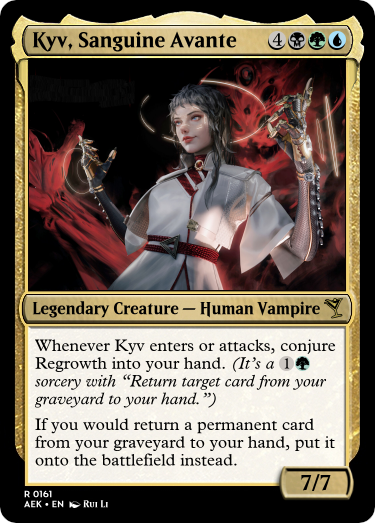 Kyv, Sanguine Avante 4
Legendary Creature — Human Vampire
Whenever Kyv enters or attacks, conjure
Regrowth into your hand. (It's a 1
sorcery with “Return target card from your
graveyard to your hand.”)
If you would return a permanent card
from your graveyard to your hand, put it
onto the battlefield instead.
7/7
R 0161
AEK • EN Rui Li